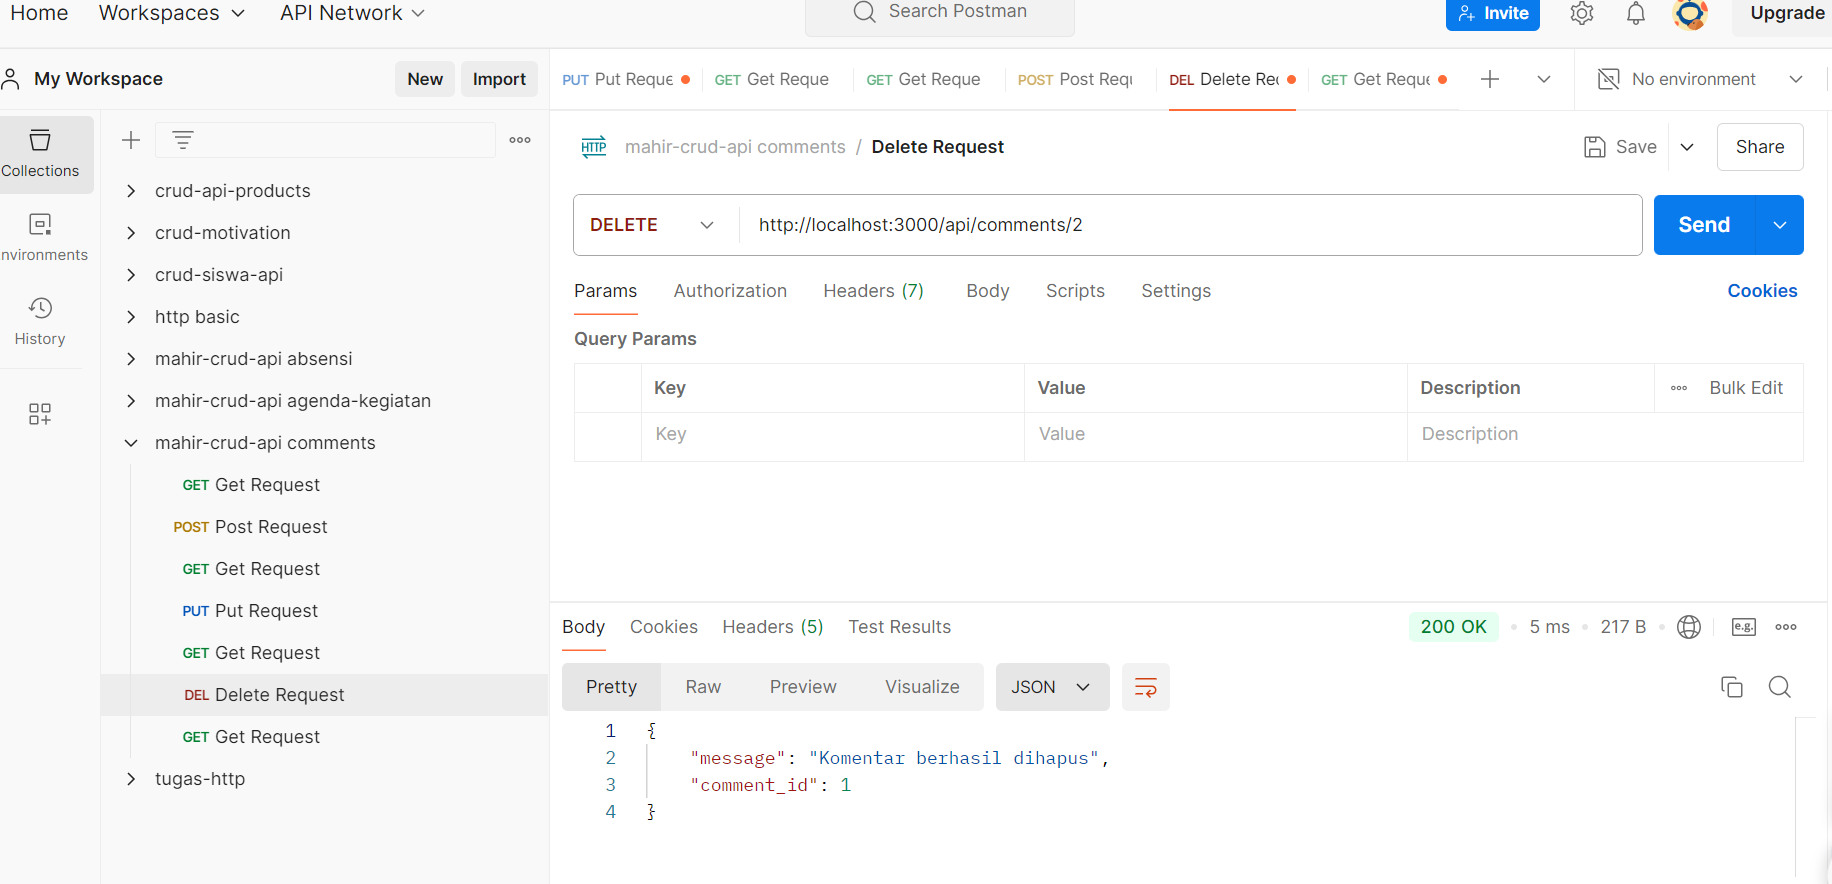 Home Workspaces API Network Search Postman Invite Upgrade
My Workspace New Import PUT Put Reque GET Get Reque GET Get Reque POST Post Requ DEL Delete Rec GET Get Reque No environment
Collections
nvironments
History
crud-api-products
crud-motivation
crud-siswa-api
http basic
mahir-crud-api absensi
mahir-crud-api agenda-kegiatan
mahir-crud-api comments
GET Get Request
POST Post Request
GET Get Request
PUT Put Request
GET Get Request
DEL Delete Request
GET Get Request
tugas-http
HTTP mahir-crud-api comments / Delete Request Save Share
DELETE http://localhost:3000/api/comments/2 Send
Params Authorization Headers (7) Body Scripts Settings Cookies
Query Params
Key Value Description Bulk Edit
Key Value Description
Body Cookies Headers (5) Test Results 200 OK 5 ms 217 B e.g.
Pretty Raw Preview Visualize JSON
1 {
2 "message": "Komentar berhasil dihapus",
3 "comment_id": 1
4 }